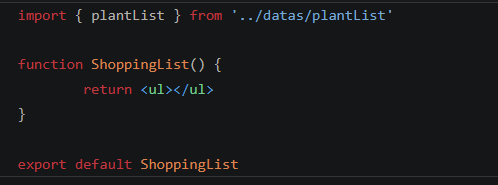 import { plantList } from '../datas/plantList'

function ShoppingList() {
        return <ul></ul>
}

export default ShoppingList